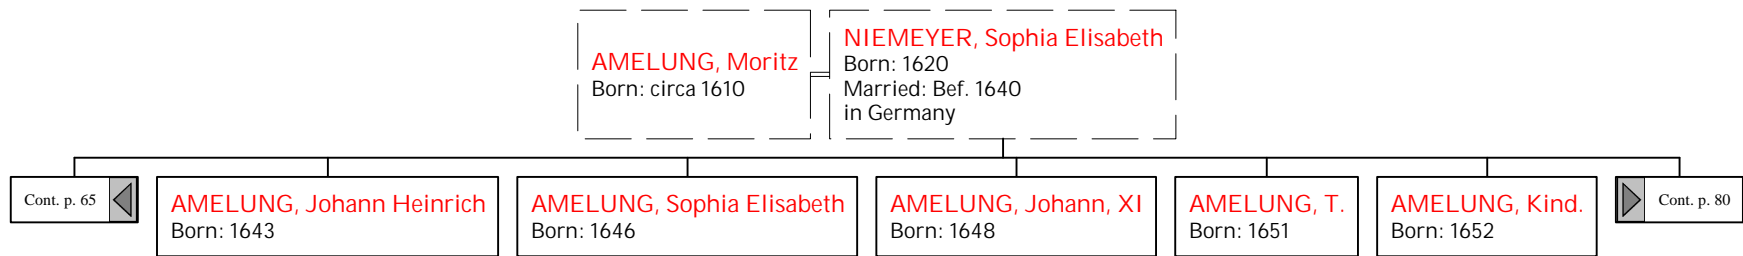 AMELUNG, Moritz
Born: circa 1610
NIEMEYER, Sophia Elisabeth
Born: 1620
Married: Bef. 1640
in Germany
Cont. p. 65
AMELUNG, Johann Heinrich
Born: 1643
AMELUNG, Sophia Elisabeth
Born: 1646
AMELUNG, Johann, XI
Born: 1648
AMELUNG, T.
Born: 1651
AMELUNG, Kind.
Born: 1652
Cont. p. 80